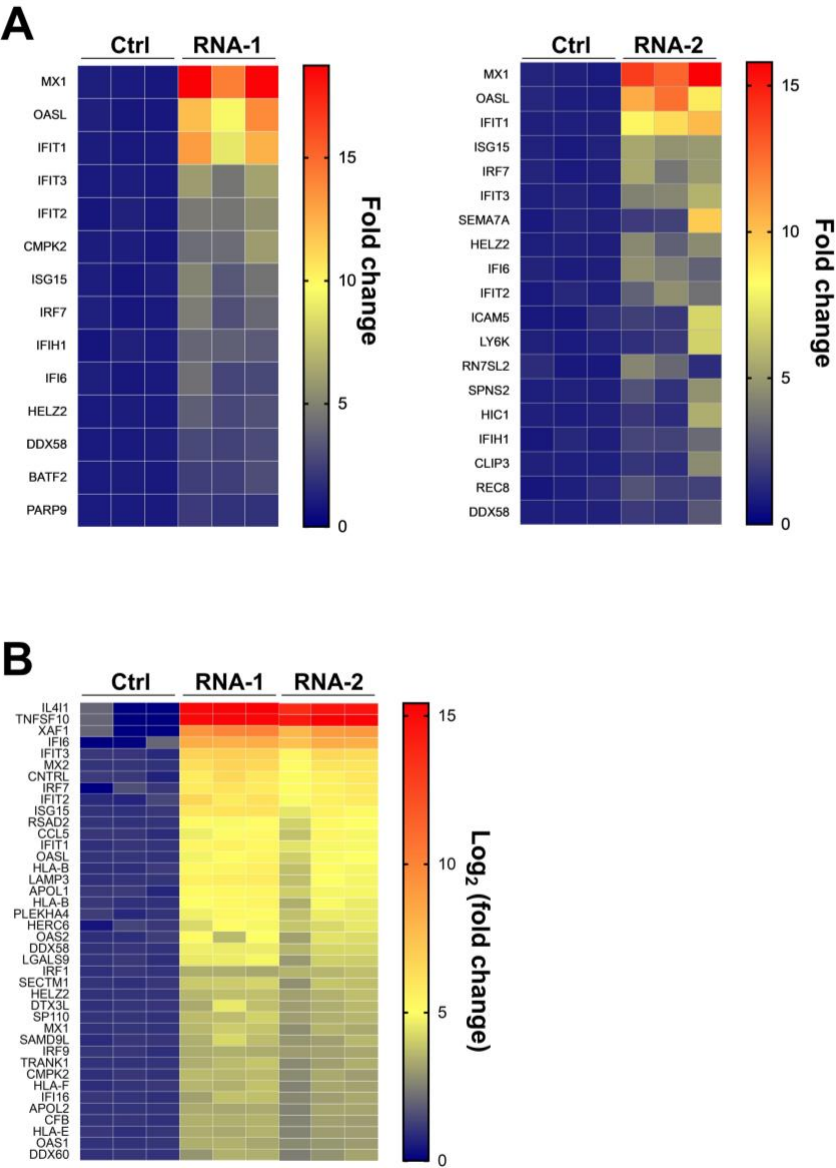 A
Ctrl RNA-1
MX1
OASL
IFIT1
IFIT3
IFIT2
CMPK2
ISG15
IRF7
IFIH1
IFI6
HELZ2
DDX58
BATF2
PARP9
15
10
5
0
Fold change
Ctrl RNA-2
MX1
OASL
IFIT1
ISG15
IRF7
IFIT3
SEMA7A
HELZ2
IFI6
IFIT2
ICAM5
LY6K
RN7SL2
SPNS2
HIC1
IFIH1
CLIP3
REC8
DDX58
15
10
5
0
Fold change
B
Ctrl RNA-1 RNA-2
IL4I1
TNFSF10
XAF1
IFI6
IFIT3
MX2
CNTRL
IRF7
IFIT2
ISG15
RSAD2
CCL5
IFIT1
OASL
HLA-B
LAMP3
APOL1
HLA-B
PLEKHA4
HERC6
OAS2
DDX58
LGALS9
IRF1
SECTM1
HELZ2
DTX3L
SP110
MX1
SAMD9L
IRF9
TRANK1
CMPK2
HLA-F
IFI16
APOL2
CFB
HLA-E
OAS1
DDX60
15
10
5
0
Log2 (fold change)